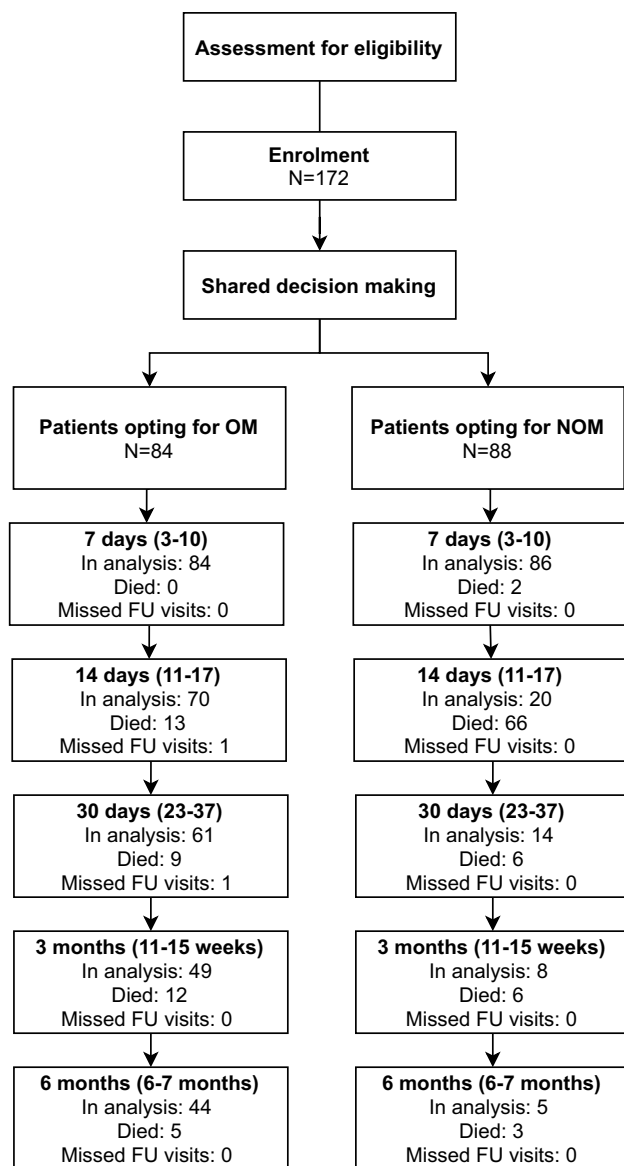 Assessment for eligibility
Enrolment
N=172
Shared decision making
Patients opting for OM
N=84
Patients opting for NOM
N=88
7 days (3-10)
In analysis: 84
Died: 0
Missed FU visits: 0
7 days (3-10)
In analysis: 86
Died: 2
Missed FU visits: 0
14 days (11-17)
In analysis: 70
Died: 13
Missed FU visits: 1
14 days (11-17)
In analysis: 20
Died: 66
Missed FU visits: 0
30 days (23-37)
In analysis: 61
Died: 9
Missed FU visits: 1
30 days (23-37)
In analysis: 14
Died: 6
Missed FU visits: 0
3 months (11-15 weeks)
In analysis: 49
Died: 12
Missed FU visits: 0
3 months (11-15 weeks)
In analysis: 8
Died: 6
Missed FU visits: 0
6 months (6-7 months)
In analysis: 44
Died: 5
Missed FU visits: 0
6 months (6-7 months)
In analysis: 5
Died: 3
Missed FU visits: 0